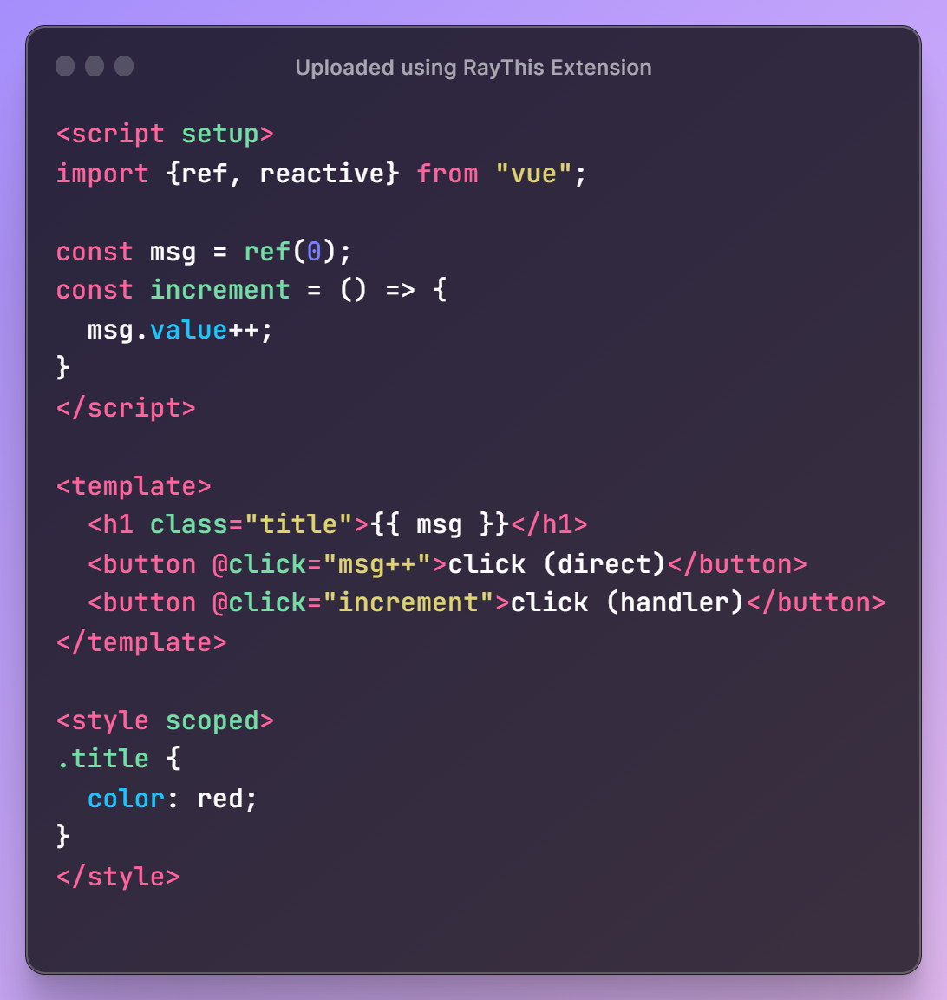 Uploaded using RayThis Extension
<script setup>
import {ref, reactive} from "vue";
const msg = ref(0);
const increment = () => {
  msg.value++;
}
</script>
<template>
  <h1 class="title">{{ msg }}</h1>
  <button @click="msg++">click (direct)</button>
  <button @click="increment">click (handler)</button>
</template>
<style scoped>
.title {
  color: red;
}
</style>